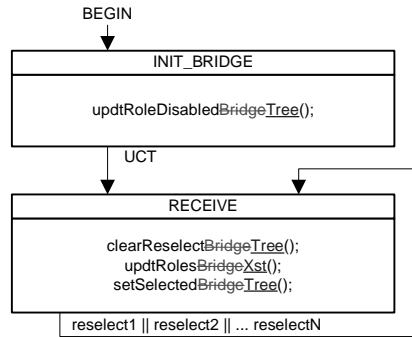 BEGIN
INIT_BRIDGE
updtRoleDisabledBridgeTree();
UCT
RECEIVE
clearReselectBridgeTree();
updtRolesBridgeXst();
setSelectedBridgeTree();
reselect1 || reselect2 || ... reselectN